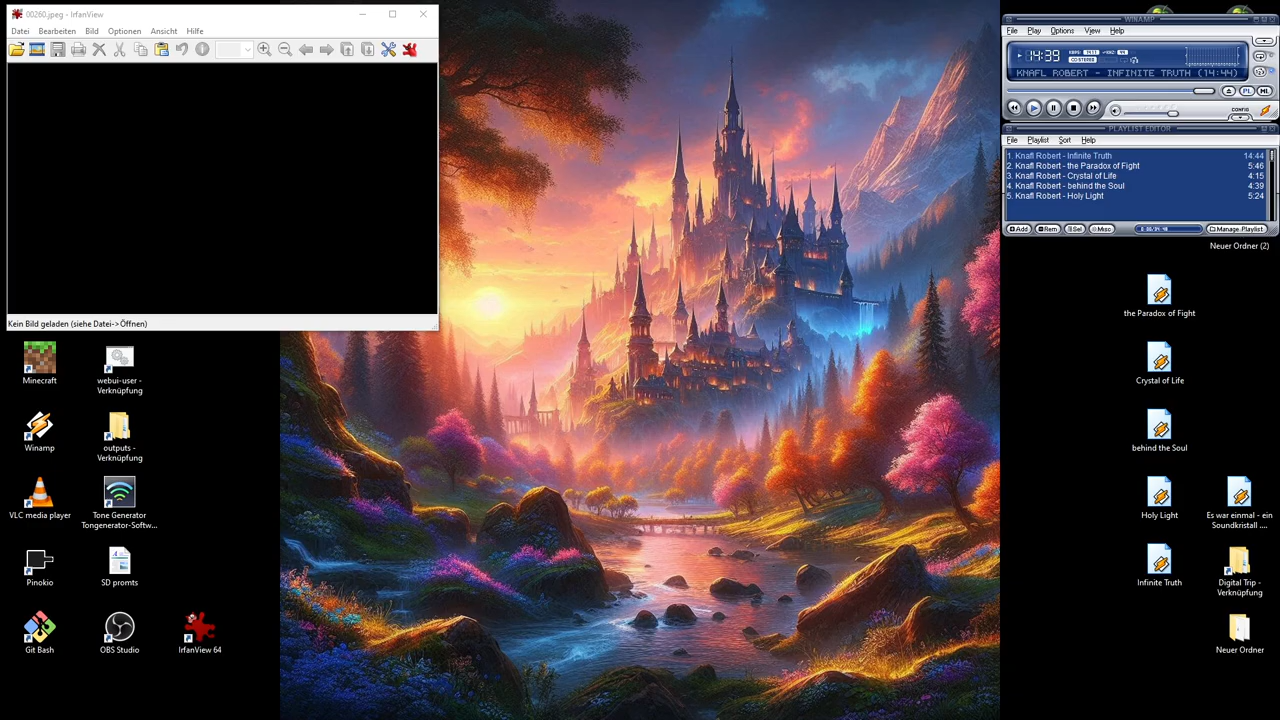 00260.jpeg - IrfanView
Datei Bearbeiten Bild Optionen Ansicht Hilfe
Kein Bild geladen (siehe Datei->Öffnen)
Minecraft
webui-user -
Verknüpfung
Winamp
outputs -
Verknüpfung
VLC media player
Tone Generator
Tongenerator-Softw...
Pinokio
SD promts
Git Bash
OBS Studio
IrfanView 64
WINAMP
File Play Options View Help
14:39
CO-STEREO
KNAFL ROBERT - INFINITE TRUTH (14:44)
PL ML
CONFIG
PLAYLIST EDITOR
File Playlist Sort Help
1. Knafl Robert - Infinite Truth 14:44
2. Knafl Robert - the Paradox of Fight 5:46
3. Knafl Robert - Crystal of Life 4:15
4. Knafl Robert - behind the Soul 4:39
5. Knafl Robert - Holy Light 5:24
Add Rem Sel Misc Manage Playlist
Neuer Ordner (2)
the Paradox of Fight
Crystal of Life
behind the Soul
Holy Light
Es war einmal - ein
Soundkristall ....
Infinite Truth
Digital Trip -
Verknüpfung
Neuer Ordner